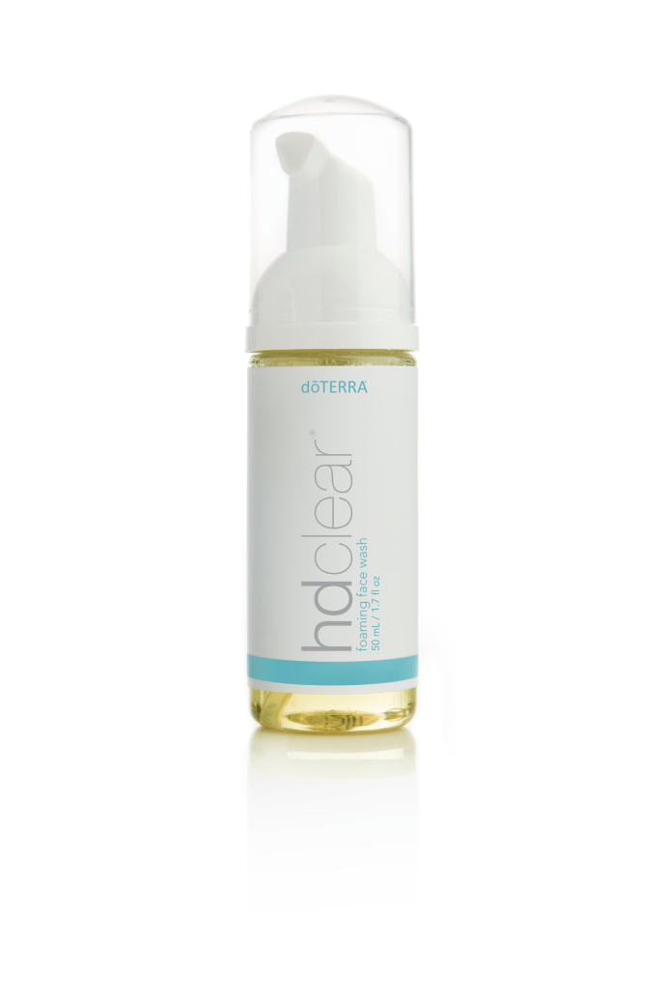 dōTERRA
hdclear®
foaming face wash
50 mL / 1.7 fl oz